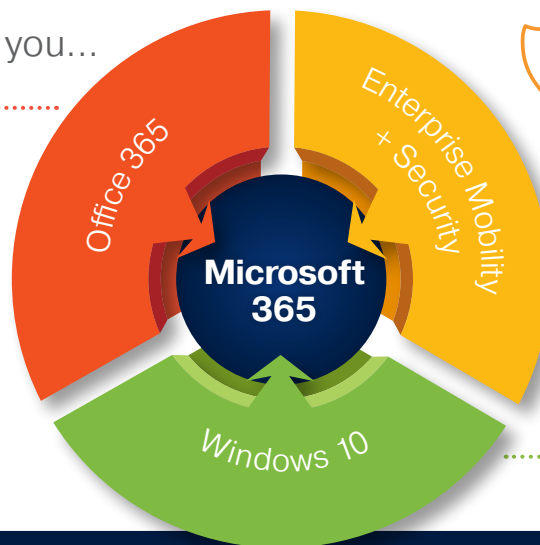 you...
Office 365
Enterprise Mobility
+ Security
Microsoft
365
Windows 10